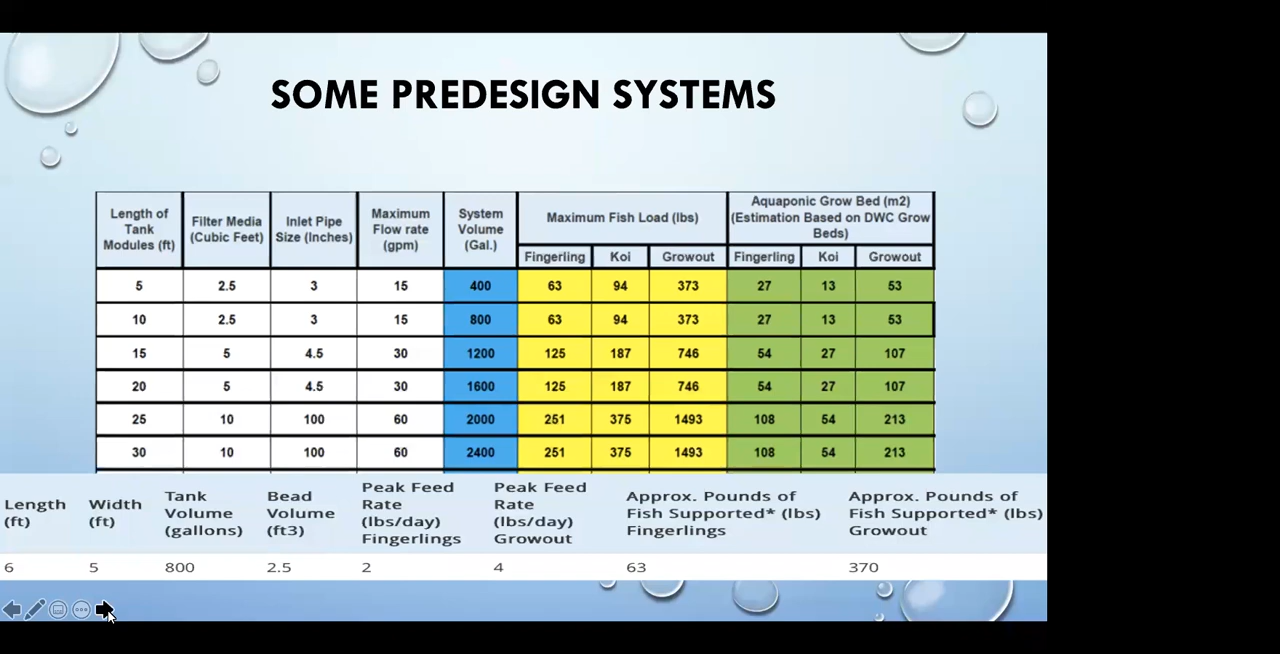 SOME PREDESIGN SYSTEMS
Length of Tank Modules (ft) Filter Media (Cubic Feet) Inlet Pipe Size (Inches) Maximum Flow rate (gpm) System Volume (Gal.) Maximum Fish Load (lbs) Aquaponic Grow Bed (m2) (Estimation Based on DWC Grow Beds)
Fingerling Koi Growout Fingerling Koi Growout
5 2.5 3 15 400 63 94 373 27 13 53
10 2.5 3 15 800 63 94 373 27 13 53
15 5 4.5 30 1200 125 187 746 54 27 107
20 5 4.5 30 1600 125 187 746 54 27 107
25 10 100 60 2000 251 375 1493 108 54 213
30 10 100 60 2400 251 375 1493 108 54 213
Length (ft) Width (ft) Tank Volume (gallons) Bead Volume (ft3) Peak Feed Rate (lbs/day) Fingerlings Peak Feed Rate (lbs/day) Growout Approx. Pounds of Fish Supported* (lbs) Fingerlings Approx. Pounds of Fish Supported* (lbs) Growout
6 5 800 2.5 2 4 63 370